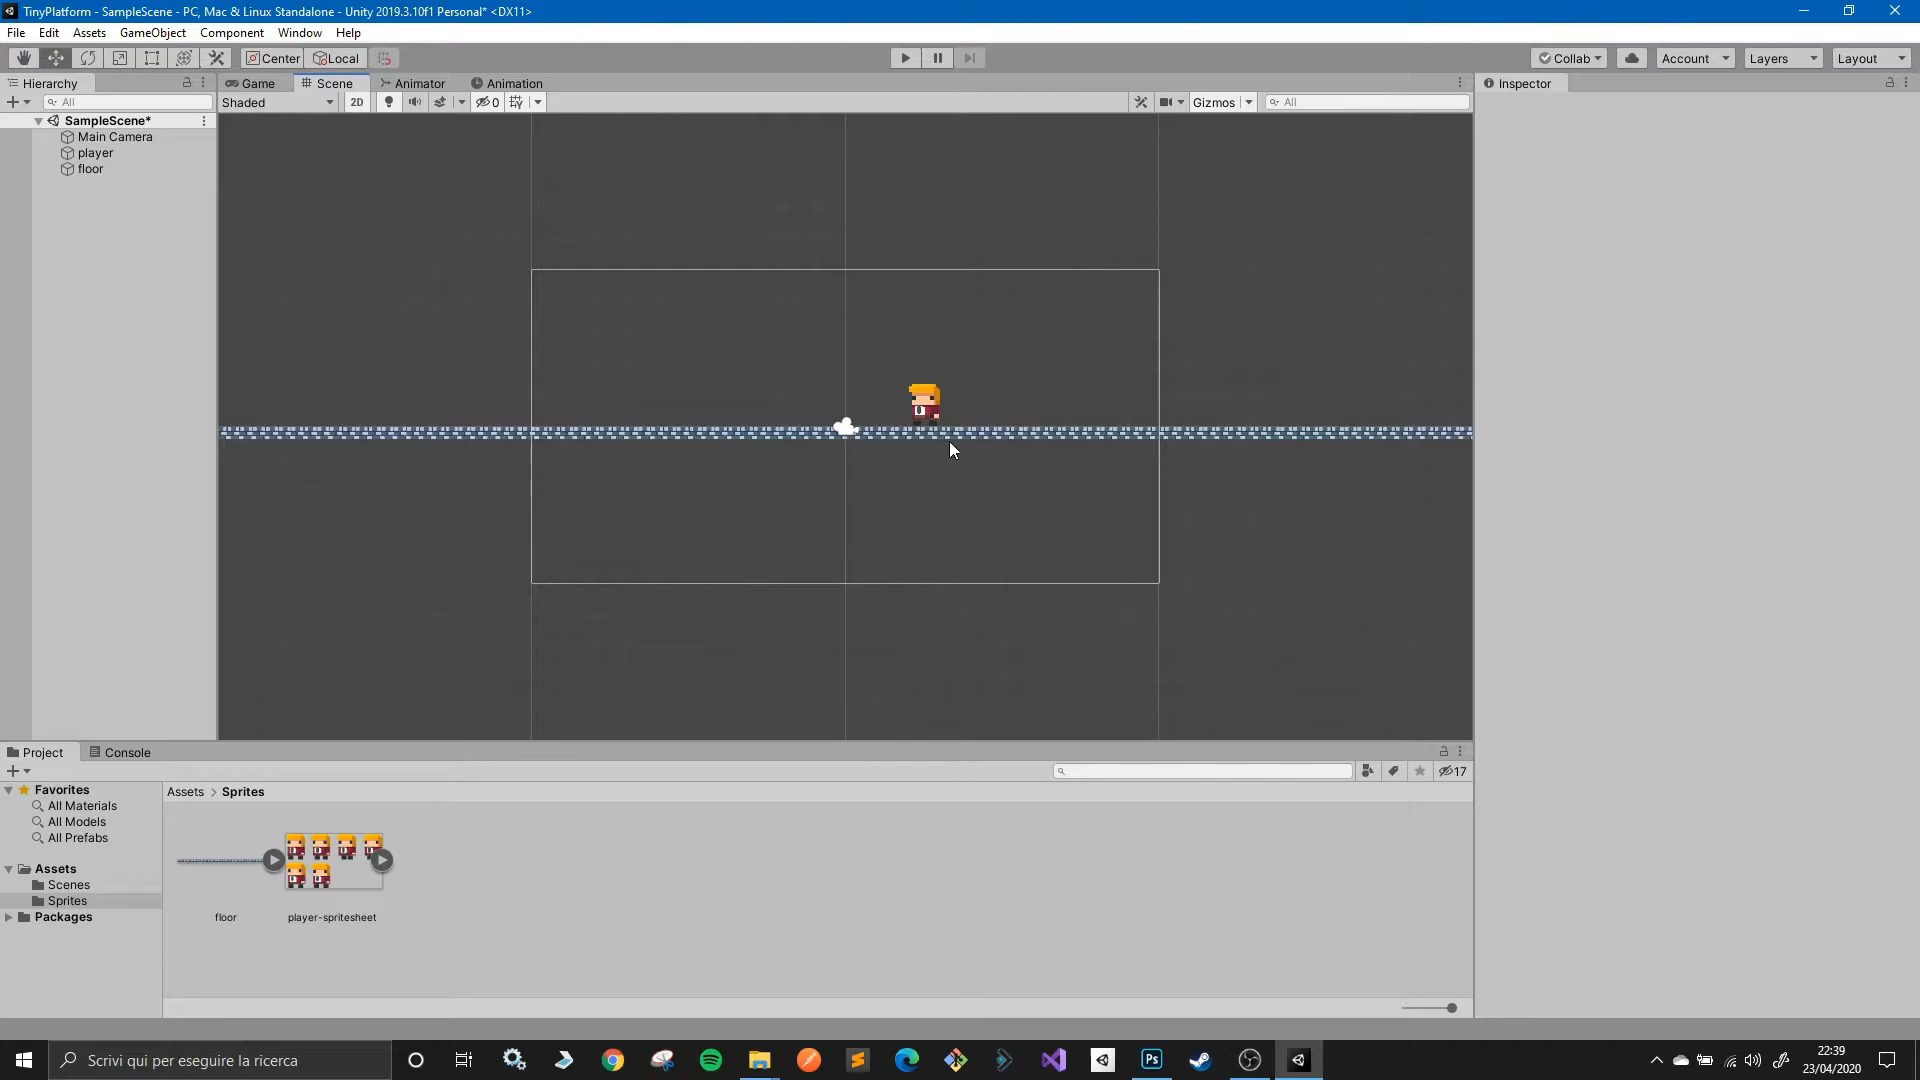 TinyPlatform - SampleScene - PC, Mac & Linux Standalone - Unity 2019.3.10f1 Personal* <DX11>
File Edit Assets GameObject Component Window Help
Center Local Collab Account Layers Layout
Hierarchy Game Scene Animator Animation Inspector
All Shaded 2D 0 Gizmos All
SampleScene*
Main Camera
player
floor
Project Console
17
Favorites
All Materials
All Models
All Prefabs
Assets
Scenes
Sprites
Packages
Assets > Sprites
floor player-spritesheet
Scrivi qui per eseguire la ricerca
Ps
22:39
23/04/2020